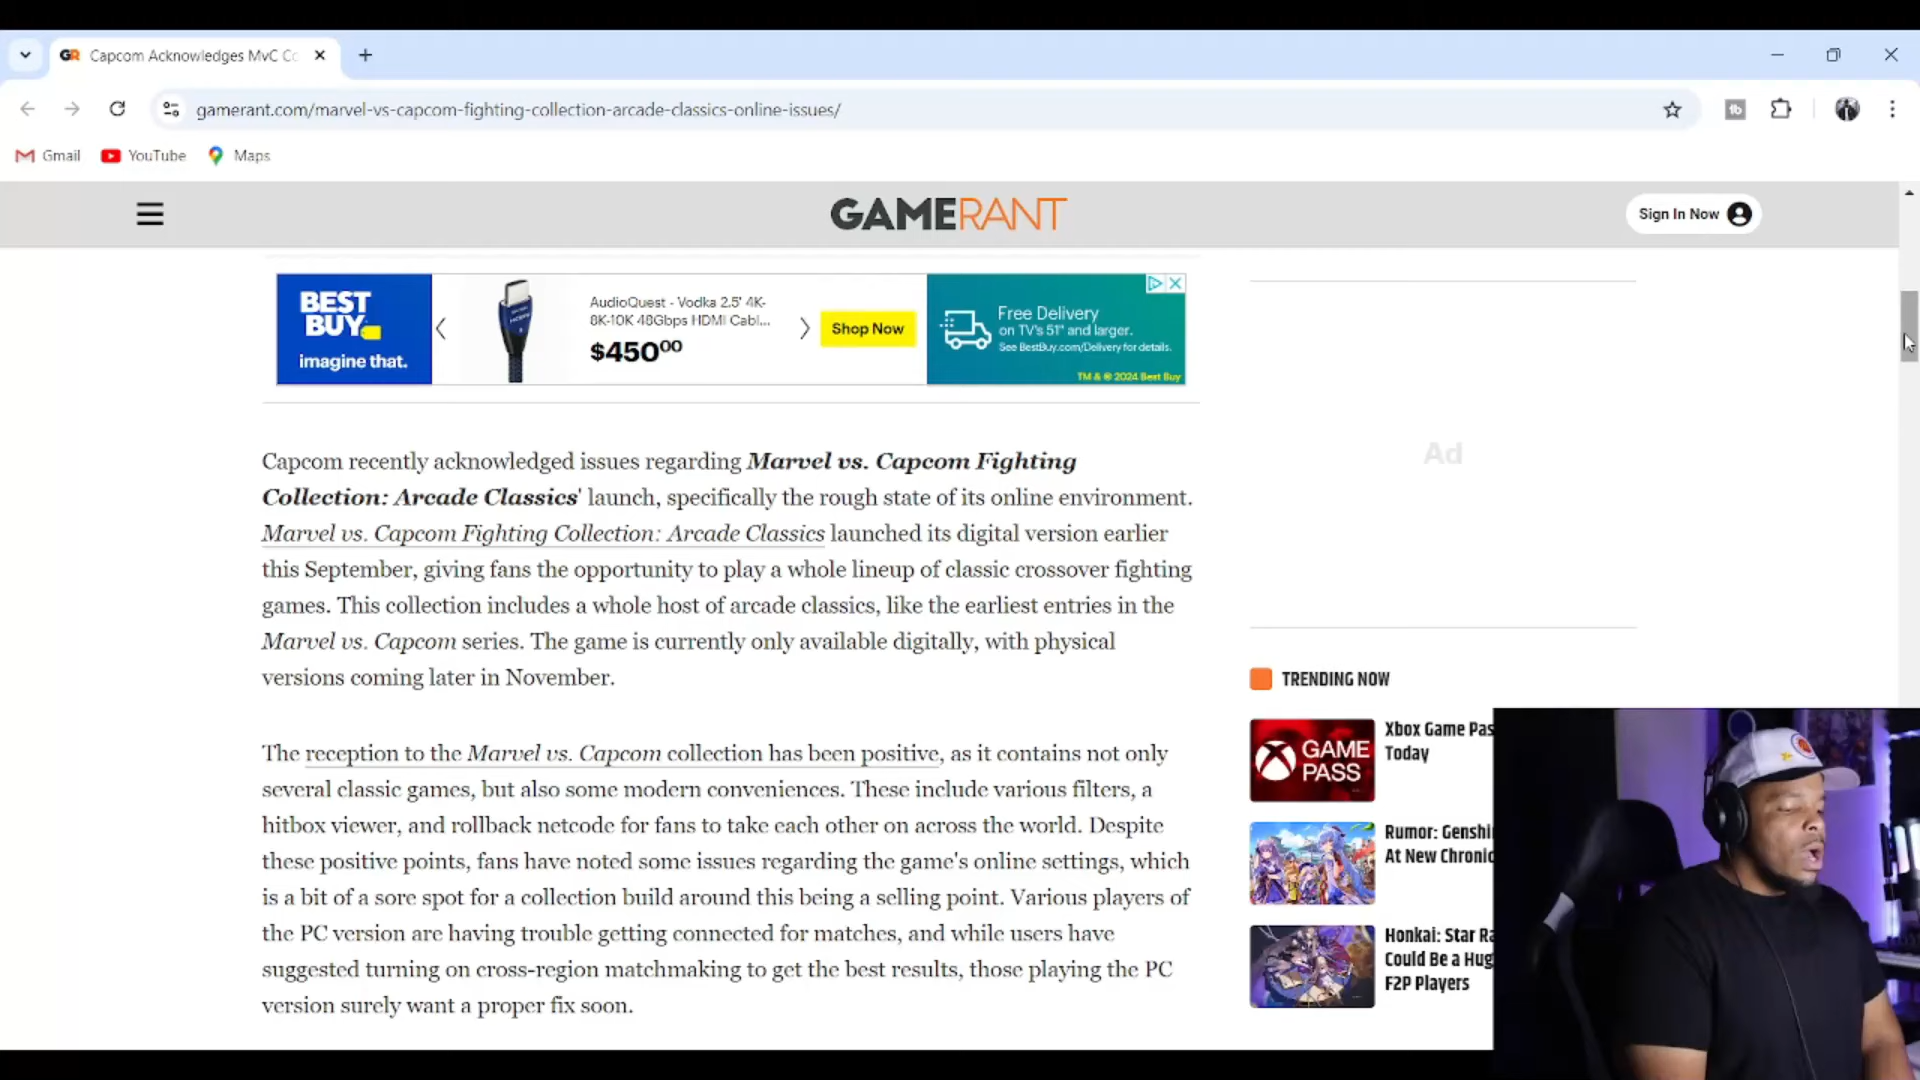 Capcom Acknowledges MvC Co
gamerant.com/marvel-vs-capcom-fighting-collection-arcade-classics-online-issues/
Gmail
YouTube
Maps
GAMERANT
Sign In Now
BEST
BUY
imagine that.
AudioQuest - Vodka 2.5' 4K-
8K-10K 48Gbps HDMI Cabl...
$450⁰⁰
Shop Now
Free Delivery
on TV's 51" and larger.
See BestBuy.com/Delivery for details.
TM & ® 2024 Best Buy
Ad
Capcom recently acknowledged issues regarding Marvel vs. Capcom Fighting
Collection: Arcade Classics' launch, specifically the rough state of its online environment.
Marvel vs. Capcom Fighting Collection: Arcade Classics launched its digital version earlier
this September, giving fans the opportunity to play a whole lineup of classic crossover fighting
games. This collection includes a whole host of arcade classics, like the earliest entries in the
Marvel vs. Capcom series. The game is currently only available digitally, with physical
versions coming later in November.
The reception to the Marvel vs. Capcom collection has been positive, as it contains not only
several classic games, but also some modern conveniences. These include various filters, a
hitbox viewer, and rollback netcode for fans to take each other on across the world. Despite
these positive points, fans have noted some issues regarding the game's online settings, which
is a bit of a sore spot for a collection build around this being a selling point. Various players of
the PC version are having trouble getting connected for matches, and while users have
suggested turning on cross-region matchmaking to get the best results, those playing the PC
version surely want a proper fix soon.
TRENDING NOW
GAME
PASS
Xbox Game Pas
Today
Rumor: Genshi
At New Chronic
Honkai: Star Ra
Could Be a Hug
F2P Players